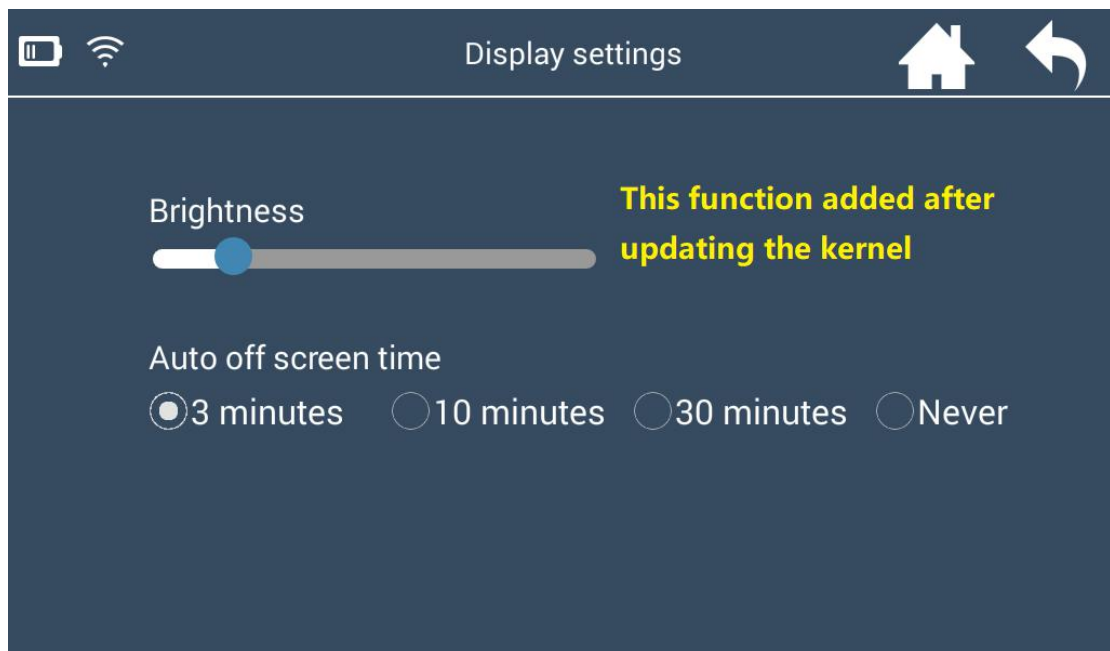 Display settings
Brightness
This function added after
updating the kernel
Auto off screen time
3 minutes 10 minutes 30 minutes Never